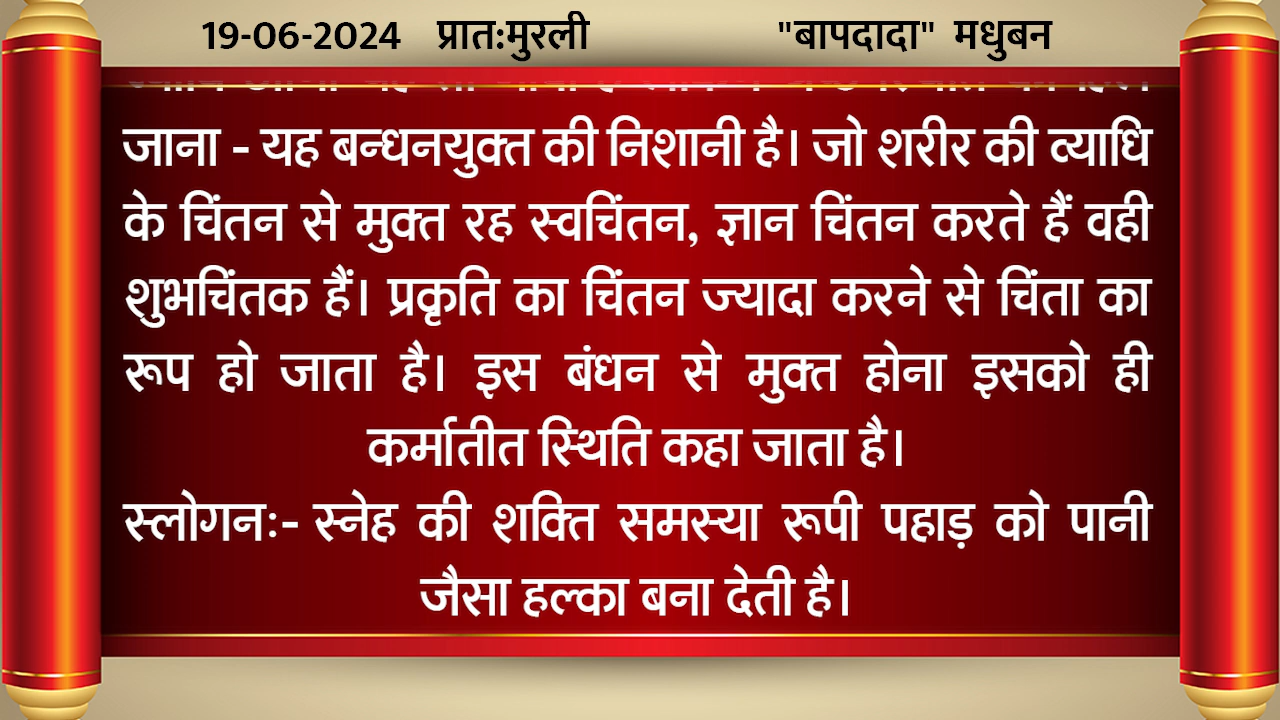 19-06-2024 प्रात:मुरली "बापदादा" मधुबन
जाना - यह बन्धनयुक्त की निशानी है। जो शरीर की व्याधि
के चिंतन से मुक्त रह स्वचिंतन, ज्ञान चिंतन करते हैं वही
शुभचिंतक हैं। प्रकृति का चिंतन ज्यादा करने से चिंता का
रूप हो जाता है। इस बंधन से मुक्त होना इसको ही
कर्मातीत स्थिति कहा जाता है।
स्लोगनः- स्नेह की शक्ति समस्या रूपी पहाड़ को पानी
जैसा हल्का बना देती है।